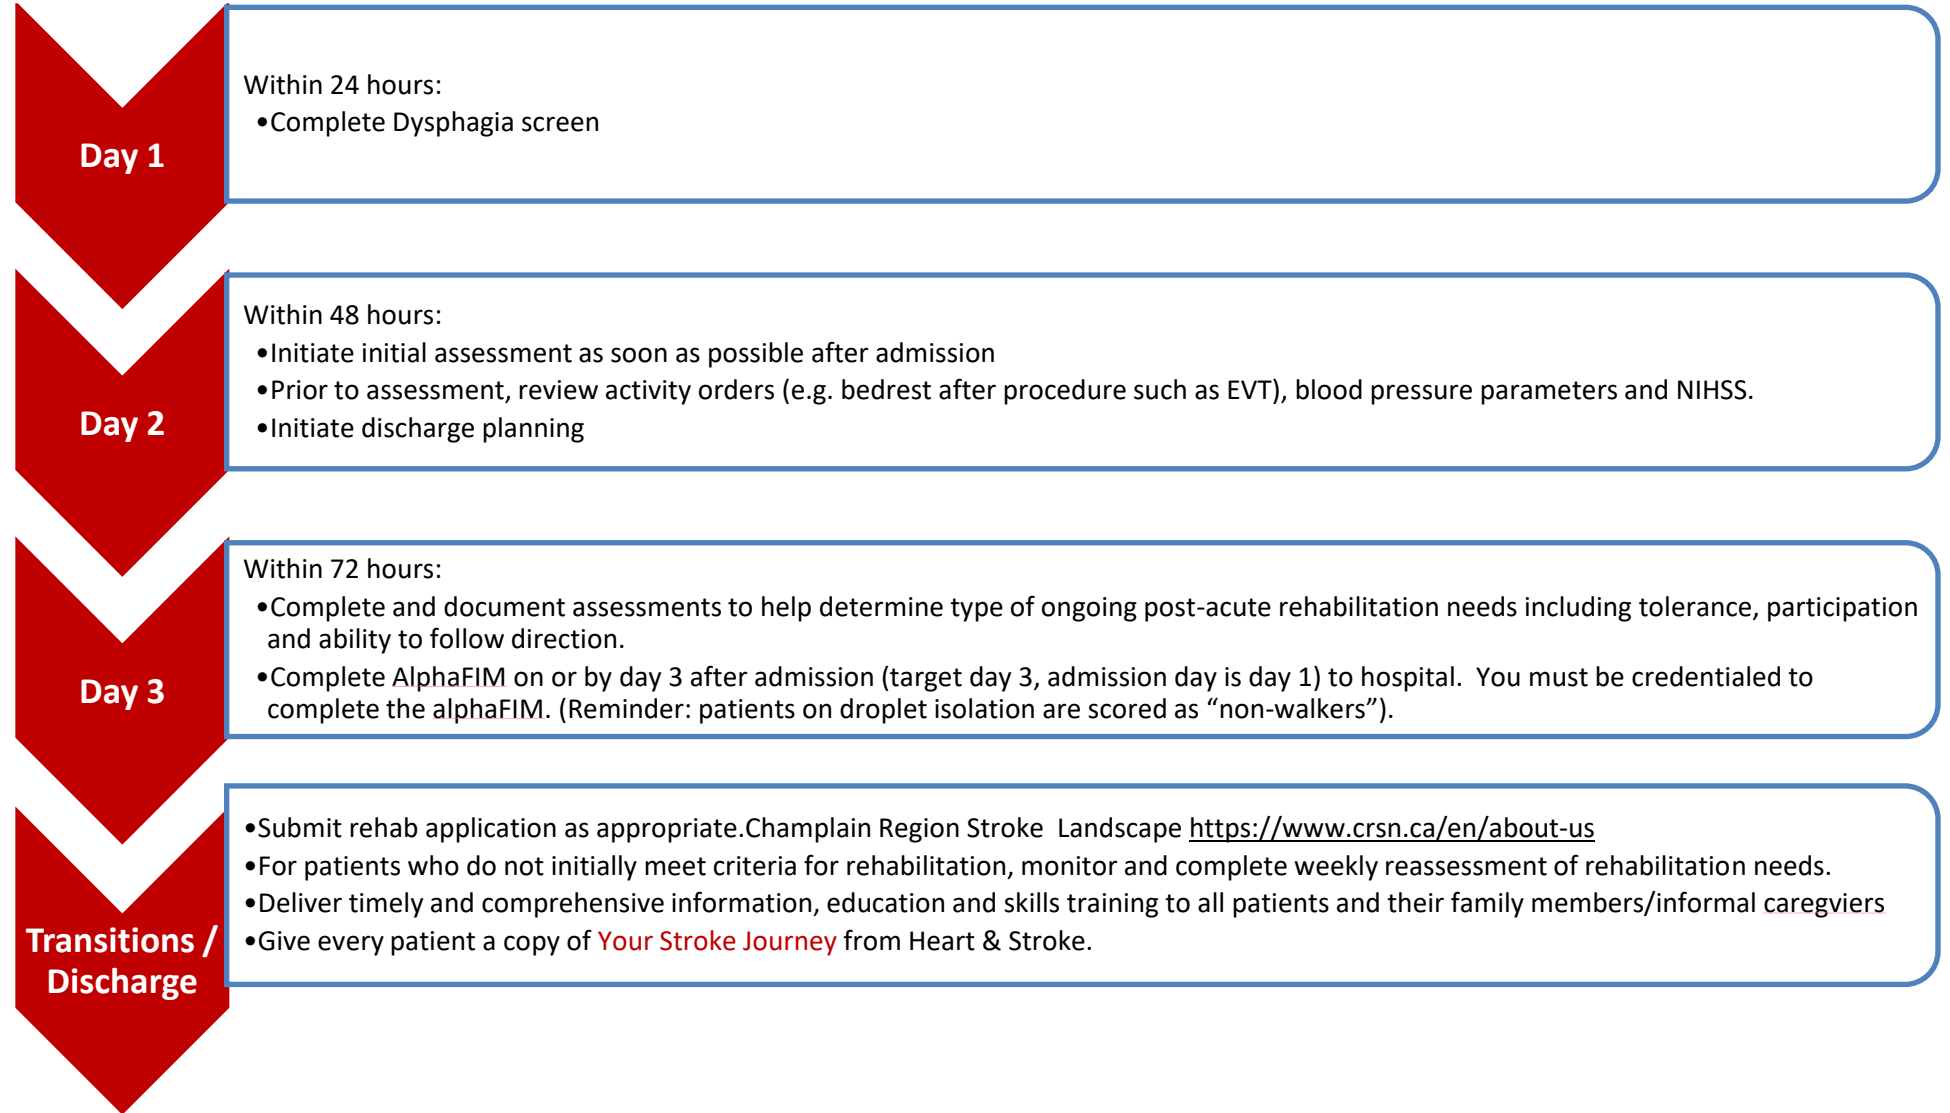 Day 1
Within 24 hours:
•Complete Dysphagia screen
Day 2
Within 48 hours:
•Initiate initial assessment as soon as possible after admission
•Prior to assessment, review activity orders (e.g. bedrest after procedure such as EVT), blood pressure parameters and NIHSS.
•Initiate discharge planning
Day 3
Within 72 hours:
•Complete and document assessments to help determine type of ongoing post-acute rehabilitation needs including tolerance, participation
and ability to follow direction.
•Complete AlphaFIM on or by day 3 after admission (target day 3, admission day is day 1) to hospital.  You must be credentialed to
complete the alphaFIM. (Reminder: patients on droplet isolation are scored as “non-walkers”).
Transitions /
Discharge
•Submit rehab application as appropriate.Champlain Region Stroke  Landscape https://www.crsn.ca/en/about-us
•For patients who do not initially meet criteria for rehabilitation, monitor and complete weekly reassessment of rehabilitation needs.
•Deliver timely and comprehensive information, education and skills training to all patients and their family members/informal caregviers
•Give every patient a copy of Your Stroke Journey from Heart & Stroke.